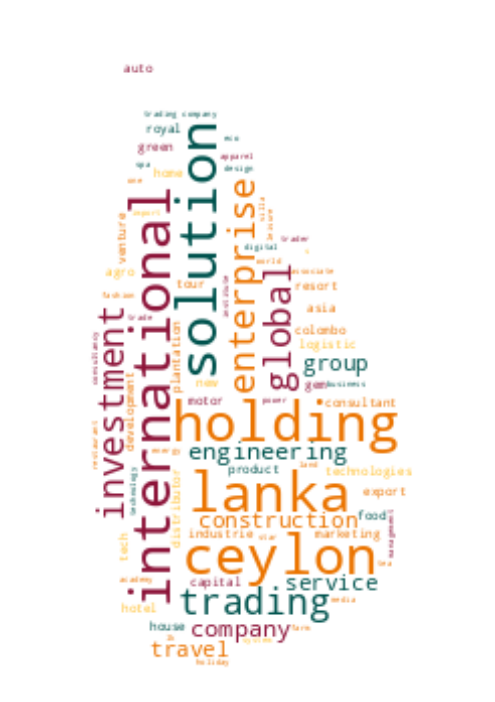 auto
trading company
royal
eco
green
apparel
spa
design
home
one
solution
international
enterprise
villa
leisure
export
venture
trader
digital
global
world
associate
agro
tour
resort
fashion
asia
trade
investment
plantation
colombo
logistic
consultancy
group
new
gem
business
development
motor
power
consultant
holding
restaurant
engineering
energy
land
product
technologies
technology
lanka
export
distributor
construction
food
management
industrie
star
marketing
tech
ceylon
tea
academy
capital
service
hotel
trading
media
house
company
farm
travel
system
holiday